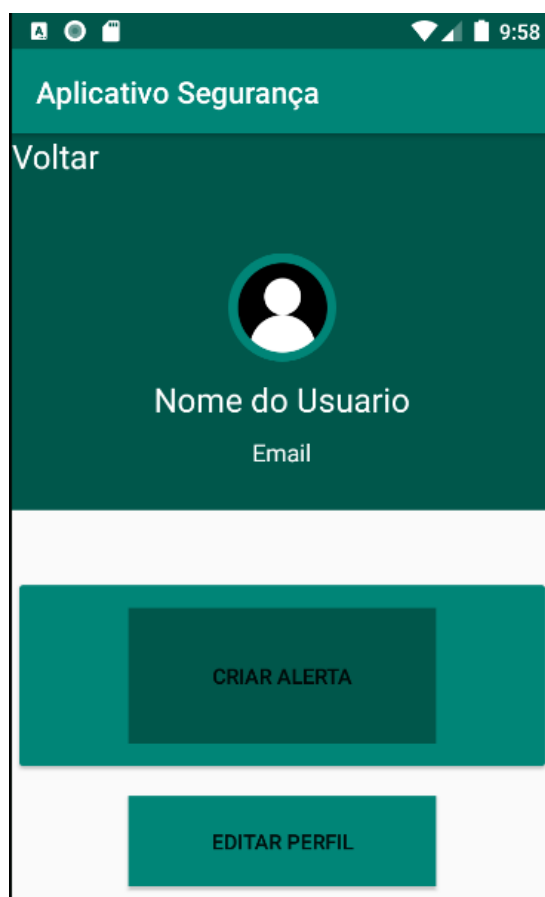 9:58
Aplicativo Segurança
Voltar
Nome do Usuario
Email
CRIAR ALERTA
EDITAR PERFIL